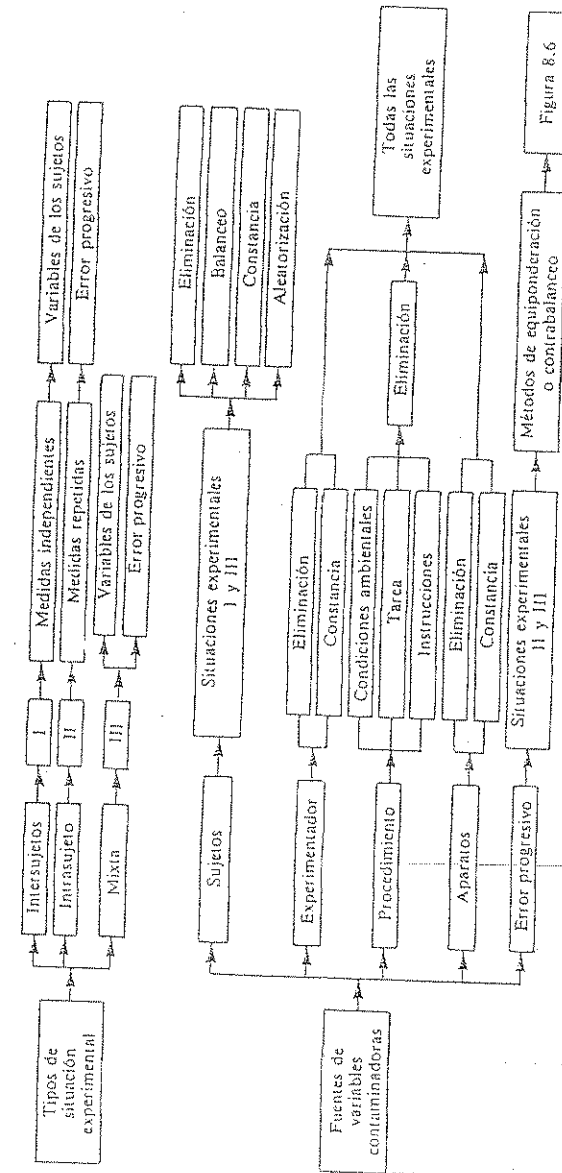 Tipos de
situación
experimental
Intersujetos
I
Medidas independientes
Variables de los sujetos
Intrasujeto
II
Medidas repetidas
Error progresivo
Mixta
III
Variables de los sujetos
Error progresivo
Fuentes de
variables
contaminadoras
Sujetos
Situaciones experimentales
I y III
Eliminación
Balanceo
Constancia
Aleatorización
Experimentador
Eliminación
Constancia
Procedimiento
Condiciones ambientales
Tarea
Instrucciones
Eliminación
Aparatos
Eliminación
Constancia
Todas las
situaciones
experimentales
Error progresivo
Situaciones experimentales
II y III
Métodos de equiponderación
o contrabalanceo
Figura 8.6